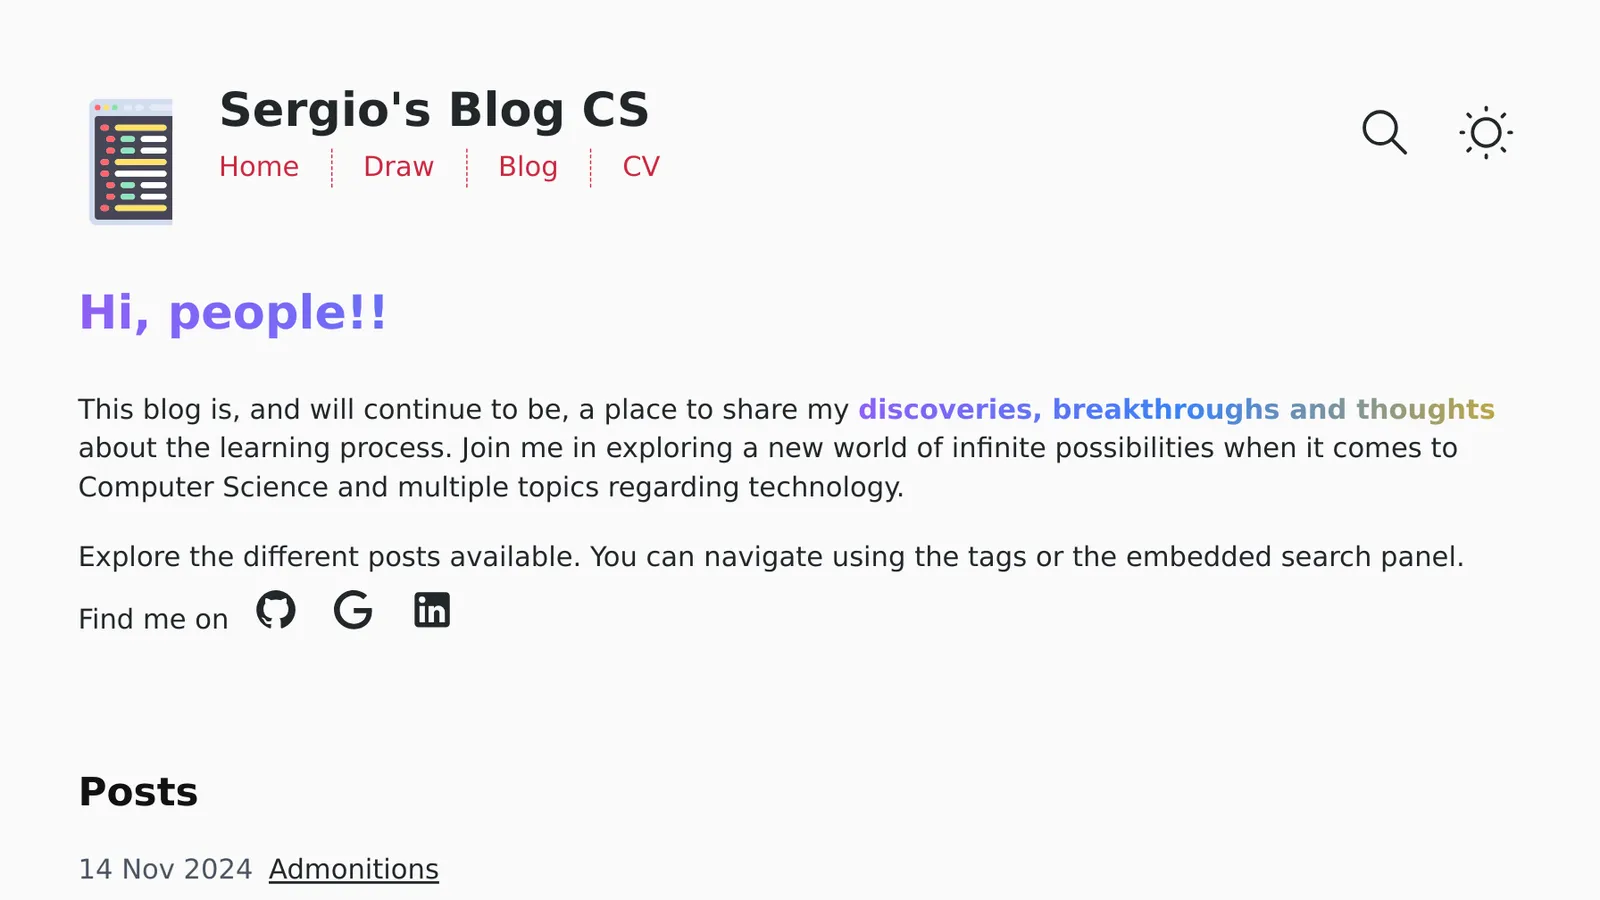 Sergio's Blog CS
Home Draw Blog CV
Hi, people!!
This blog is, and will continue to be, a place to share my discoveries, breakthroughs and thoughts
about the learning process. Join me in exploring a new world of infinite possibilities when it comes to
Computer Science and multiple topics regarding technology.
Explore the different posts available. You can navigate using the tags or the embedded search panel.
Find me on
Posts
14 Nov 2024 Admonitions